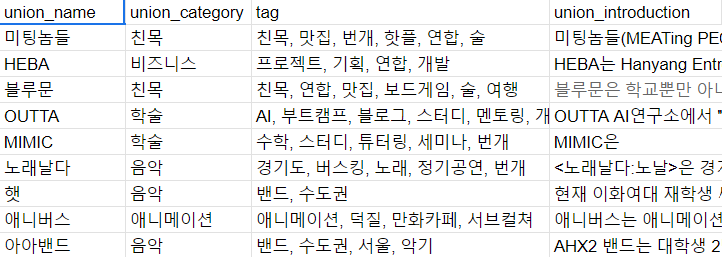 union_name union_category tag union_introduction
미팅놈들 친목 친목, 맛집, 번개, 핫플, 연합, 술 미팅놈들(MEATing PEO
HEBA 비즈니스 프로젝트, 기획, 연합, 개발 HEBA는 Hanyang Entr
블루문 친목 친목, 연합, 맛집, 보드게임, 술, 여행 블루문은 학교뿐만 아니
OUTTA 학술 AI, 부트캠프, 블로그, 스터디, 멘토링, 개 OUTTA AI연구소에서 "
MIMIC 학술 수학, 스터디, 튜터링, 세미나, 번개 MIMIC은
노래날다 음악 경기도, 버스킹, 노래, 정기공연, 번개 <노래날다:노날>은 경기
햇 음악 밴드, 수도권 현재 이화여대 재학생
애니버스 애니메이션 애니메이션, 덕질, 만화카페, 서브컬쳐 애니버스는 애니메이션
아아밴드 음악 밴드, 수도권, 서울, 악기 AHX2 밴드는 대학생 2